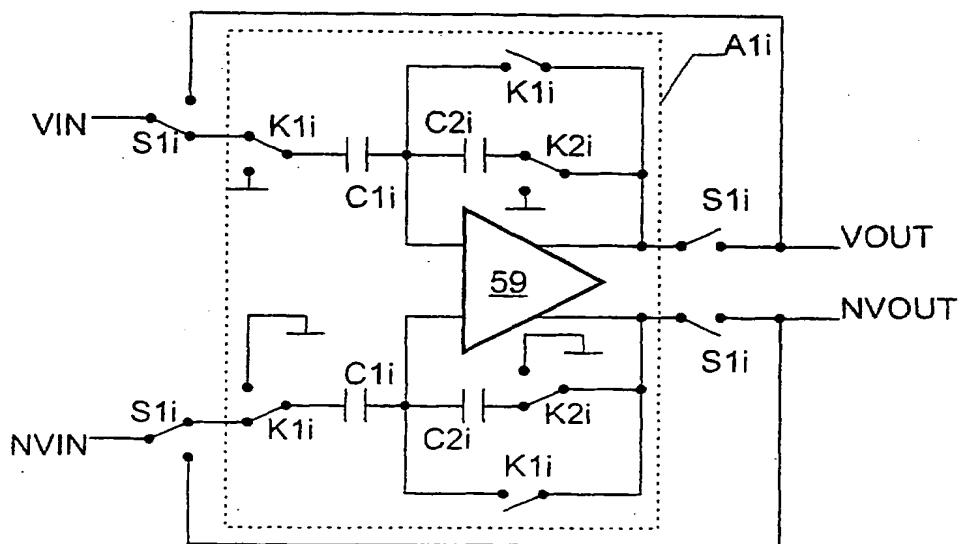 A1i
K1i
VIN
S1i
K1i
C2i
K2i
C1i
S1i
VOUT
59
NVOUT
S1i
C1i
S1i
K1i
C2i
K2i
NVIN
K1i